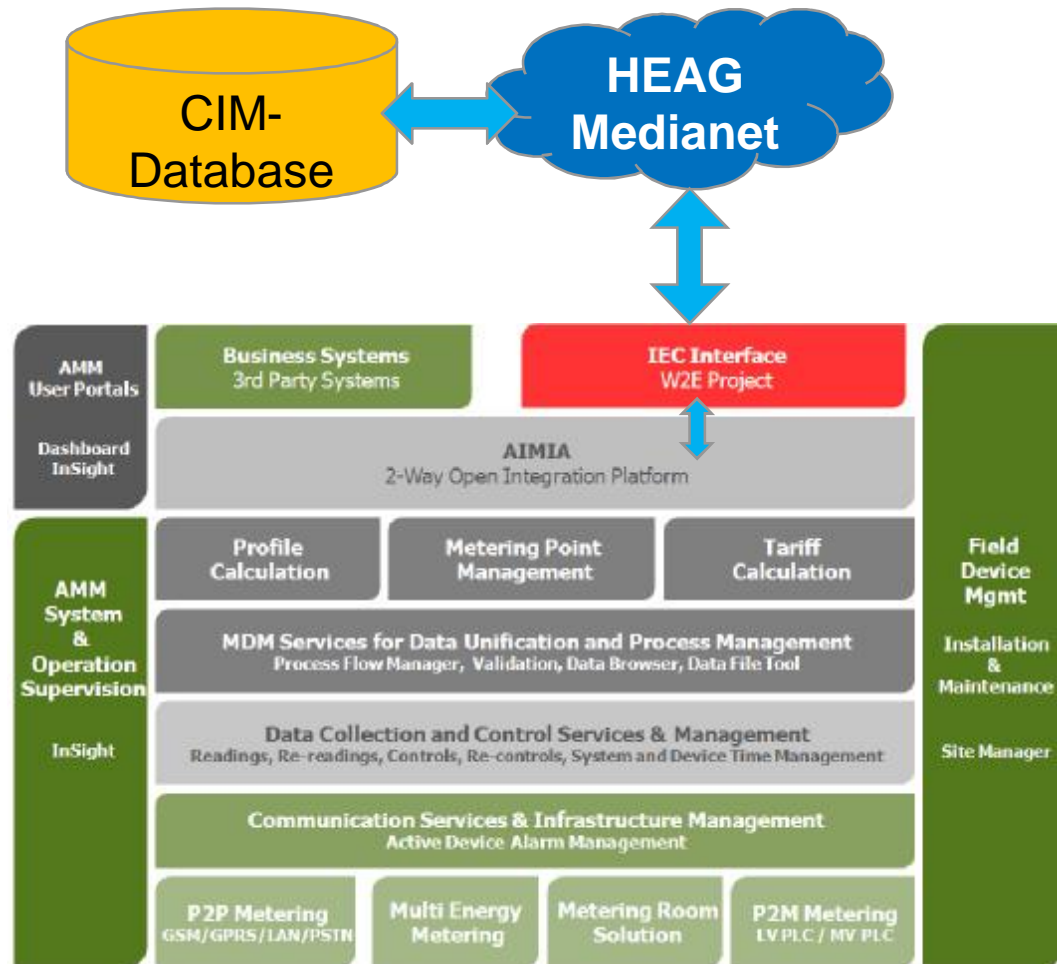 CIM-
Database
HEAG
Medianet
AMM
User Portals
Dashboard
InSight
Business Systems
3rd Party Systems
IEC Interface
W2E Project
AIMIA
2-Way Open Integration Platform
Profile
Calculation
Metering Point
Management
Tariff
Calculation
AMM
System
&
Operation
Supervision
InSight
MDM Services for Data Unification and Process Management
Process Flow Manager, Validation, Data Browser, Data File Tool
Data Collection and Control Services & Management
Readings, Re-readings, Controls, Re-controls, System and Device Time Management
Communication Services & Infrastructure Management
Active Device Alarm Management
P2P Metering
GSM/GPRS/LAN/PSTN
Multi Energy
Metering
Metering Room
Solution
P2M Metering
LV PLC / MV PLC
Field
Device
Mgmt
Installation
&
Maintenance
Site Manager